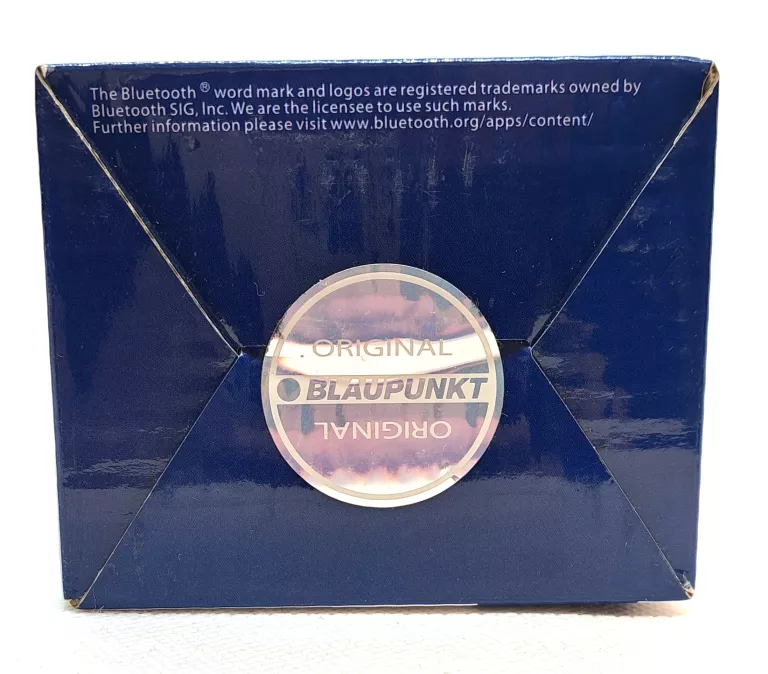 The Bluetooth ® word mark and logos are registered trademarks owned by
Bluetooth SIG, Inc. We are the licensee to use such marks.
Further information please visit www.bluetooth.org/apps/content/
ORIGINAL
BLAUPUNKT
ORIGINAL